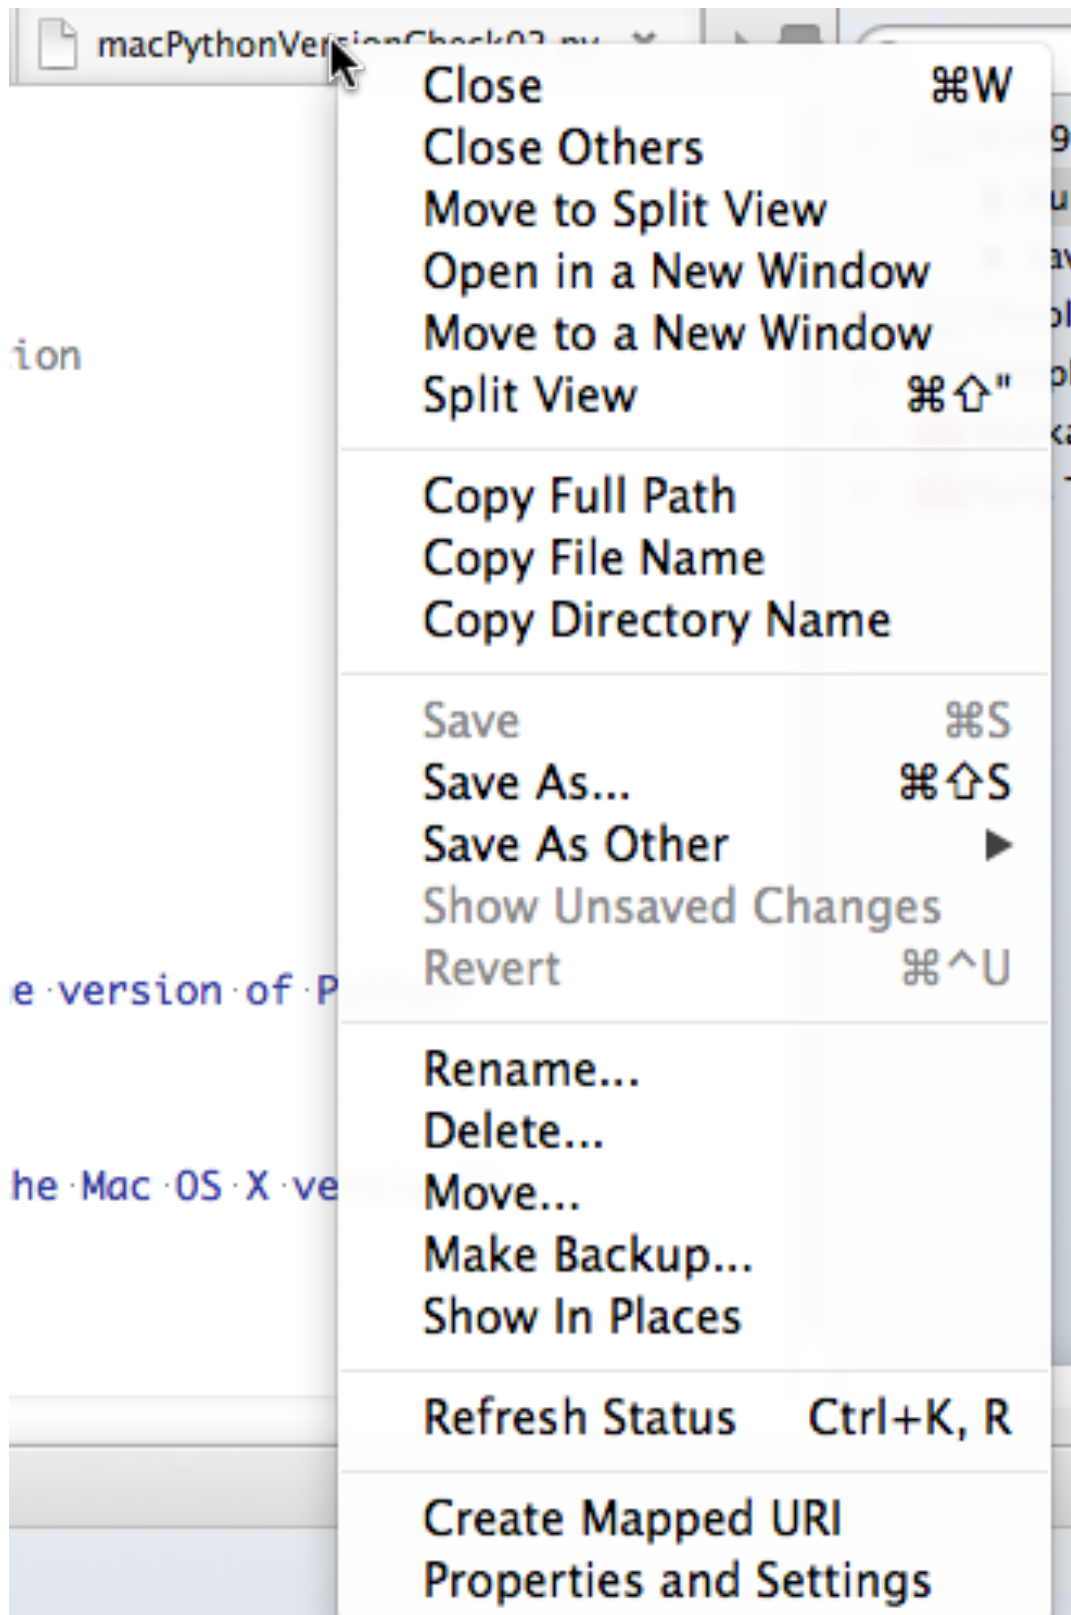 macPythonVersionCheck02.py
Close ⌘W
Close Others
Move to Split View
Open in a New Window
Move to a New Window
ion
Split View ⌘⇧"
Copy Full Path
Copy File Name
Copy Directory Name
Save ⌘S
Save As... ⌘⇧S
Save As Other
Show Unsaved Changes
Revert ⌘^U
e version of P
Rename...
Delete...
he Mac OS X ve
Move...
Make Backup...
Show In Places
Refresh Status Ctrl+K, R
Create Mapped URI
Properties and Settings